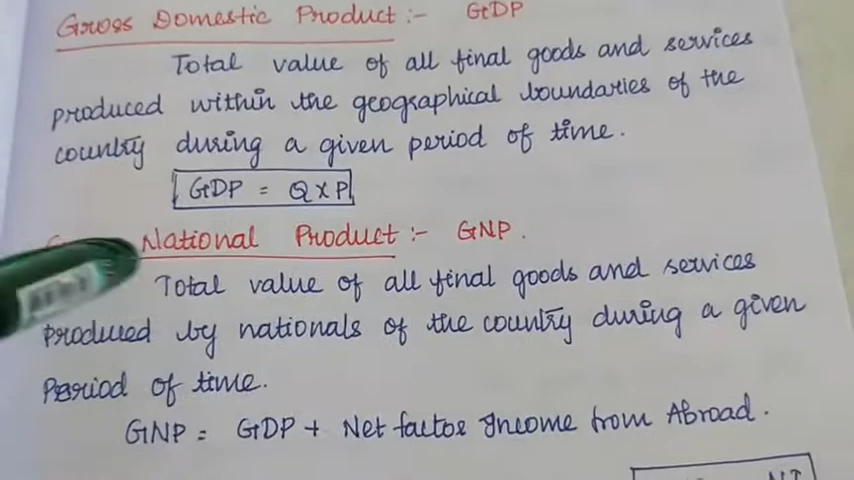 Gross Domestic Product :- GDP
Total value of all final goods and services
produced within the geographical boundaries of the
country during a given period of time.
GDP = Q x P
National Product :- GNP.
Total value of all final goods and services
produced by nationals of the country during a given
Period of time.
GNP = GDP + Net factor Income from Abroad.